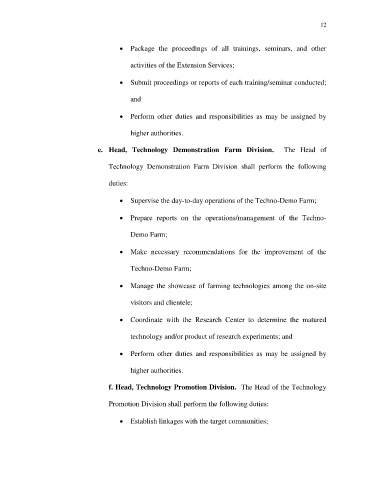 12
• Package the proceedings of all trainings, seminars, and other
activities of the Extension Services;
• Submit proceedings or reports of each training/seminar conducted;
and
• Perform other duties and responsibilities as may be assigned by
higher authorities.
e. Head, Technology Demonstration Farm Division. The Head of
Technology Demonstration Farm Division shall perform the following
duties:
• Supervise the day-to-day operations of the Techno-Demo Farm;
• Prepare reports on the operations/management of the Techno-
Demo Farm;
• Make necessary recommendations for the improvement of the
Techno-Demo Farm;
• Manage the showcase of farming technologies among the on-site
visitors and clientele;
• Coordinate with the Research Center to determine the matured
technology and/or product of research experiments; and
• Perform other duties and responsibilities as may be assigned by
higher authorities.
f. Head, Technology Promotion Division. The Head of the Technology
Promotion Division shall perform the following duties:
• Establish linkages with the target communities;